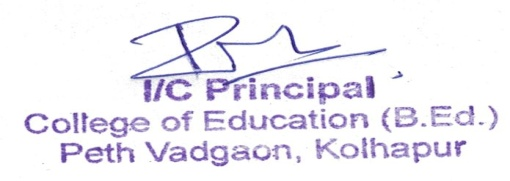 I/C Principal
College of Education (B.Ed.)
Peth Vadgaon, Kolhapur